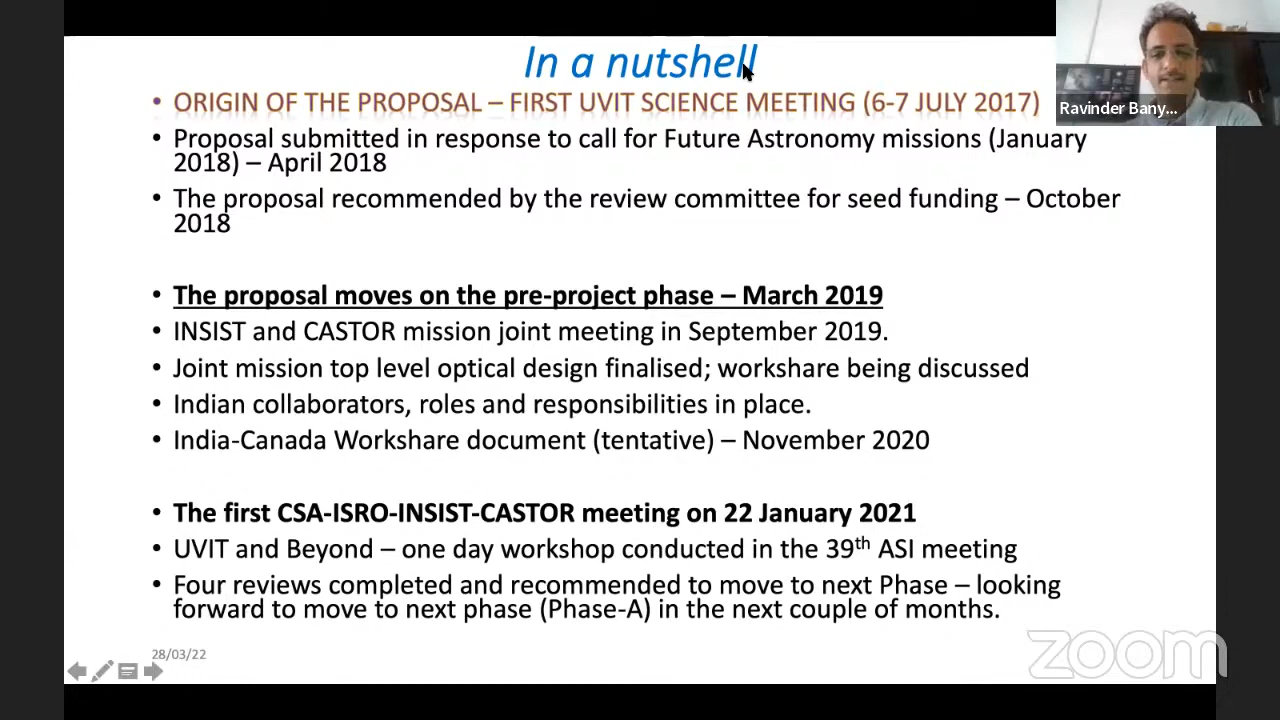 In a nutshell
• ORIGIN OF THE PROPOSAL – FIRST UVIT SCIENCE MEETING (6-7 JULY 2017)
Ravinder Bany...
• Proposal submitted in response to call for Future Astronomy missions (January
2018) – April 2018
• The proposal recommended by the review committee for seed funding – October
2018
• The proposal moves on the pre-project phase – March 2019
• INSIST and CASTOR mission joint meeting in September 2019.
• Joint mission top level optical design finalised; workshare being discussed
• Indian collaborators, roles and responsibilities in place.
• India-Canada Workshare document (tentative) – November 2020
• The first CSA-ISRO-INSIST-CASTOR meeting on 22 January 2021
• UVIT and Beyond – one day workshop conducted in the 39th ASI meeting
• Four reviews completed and recommended to move to next Phase – looking
forward to move to next phase (Phase-A) in the next couple of months.
28/03/22
zoom